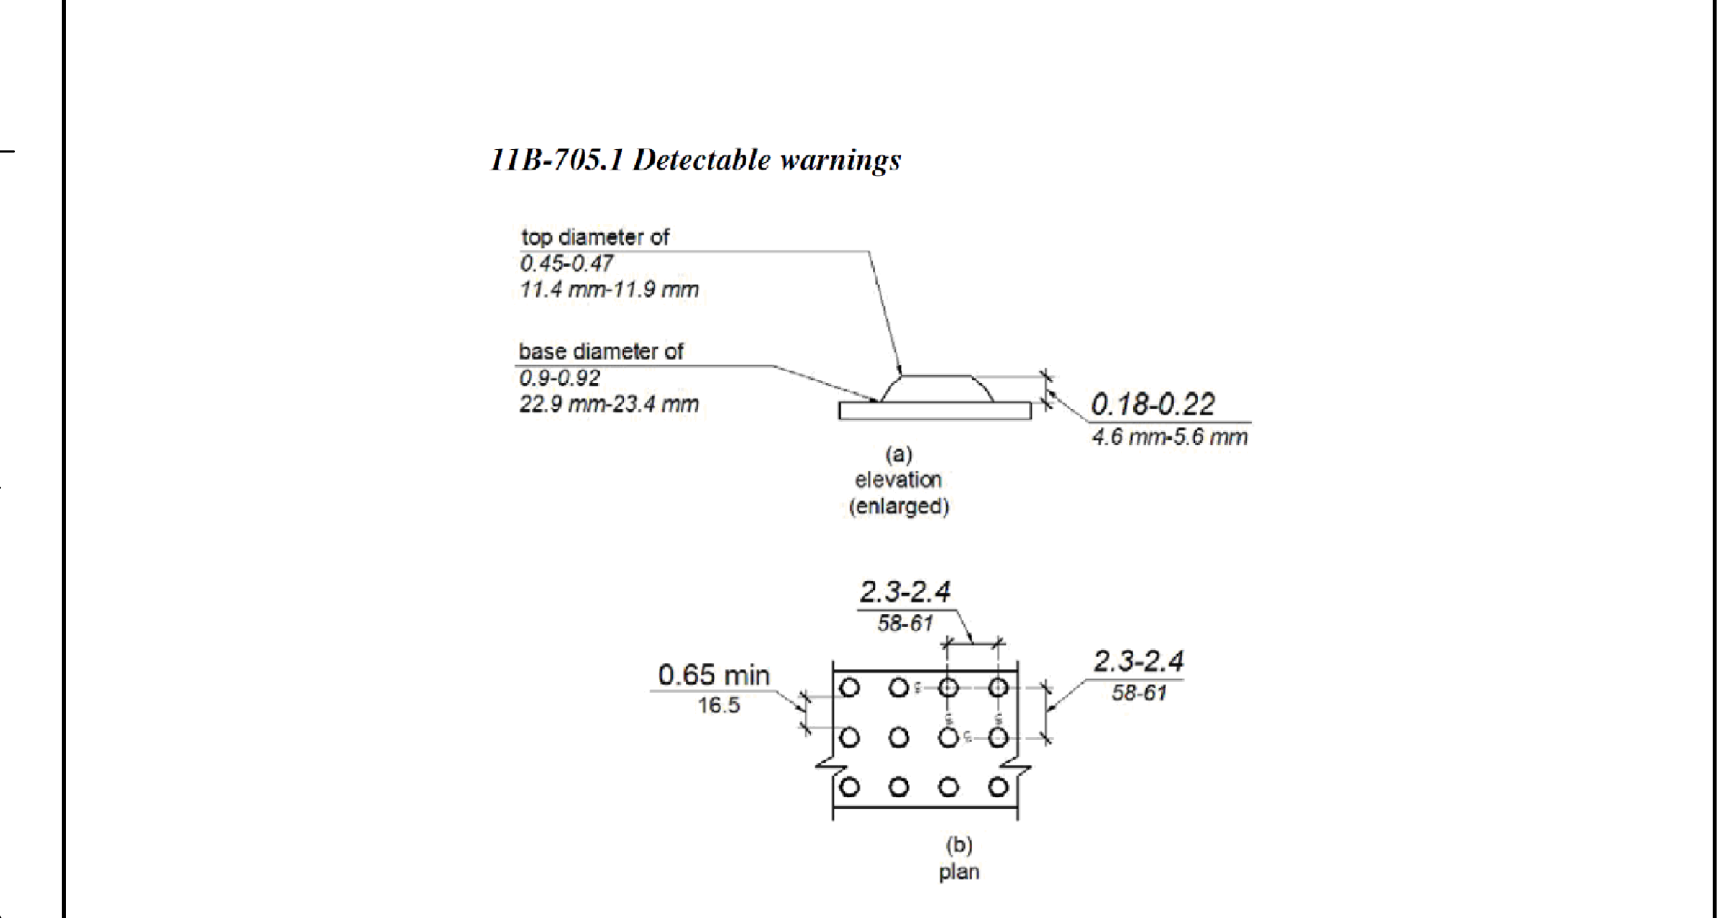 11B-705.1 Detectable warnings
top diameter of
0.45-0.47
11.4 mm-11.9 mm
base diameter of
0.9-0.92
22.9 mm-23.4 mm
0.18-0.22
4.6 mm-5.6 mm
(a)
elevation
(enlarged)
2.3-2.4
58-61
0.65 min
16.5
2.3-2.4
58-61
(b)
plan